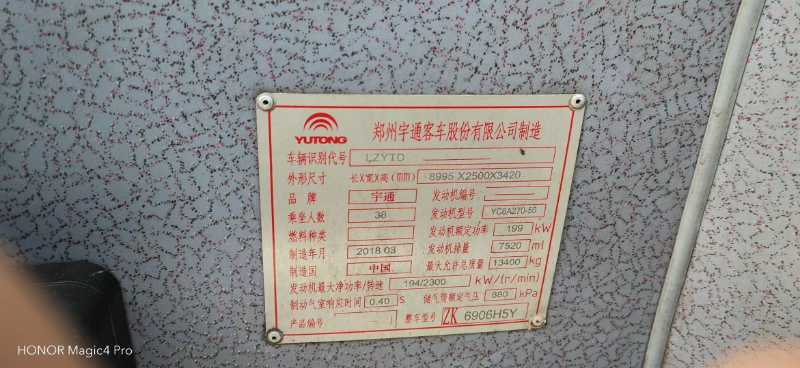 YUTONG 郑州宇通客车股份有限公司制造
车辆识别代号 LZYTD
外形尺寸 长X宽X高(mm) 8995 X2500X3420
品牌 宇通 发动机编号
乘坐人数 38 发动机型号 YC6A270-50
燃料种类 发动机额定功率 199 kW
制造年月 2018.03 发动机排量 7520 ml
制造国 中国 最大允许总质量 13400 kg
发动机最大净功率/转速 194/2300 kW/(r/min)
制动气室响应时间 0.40 S 储气筒额定气压 880 kPa
产品编号 整车型号 ZK 6906H5Y
HONOR Magic4 Pro